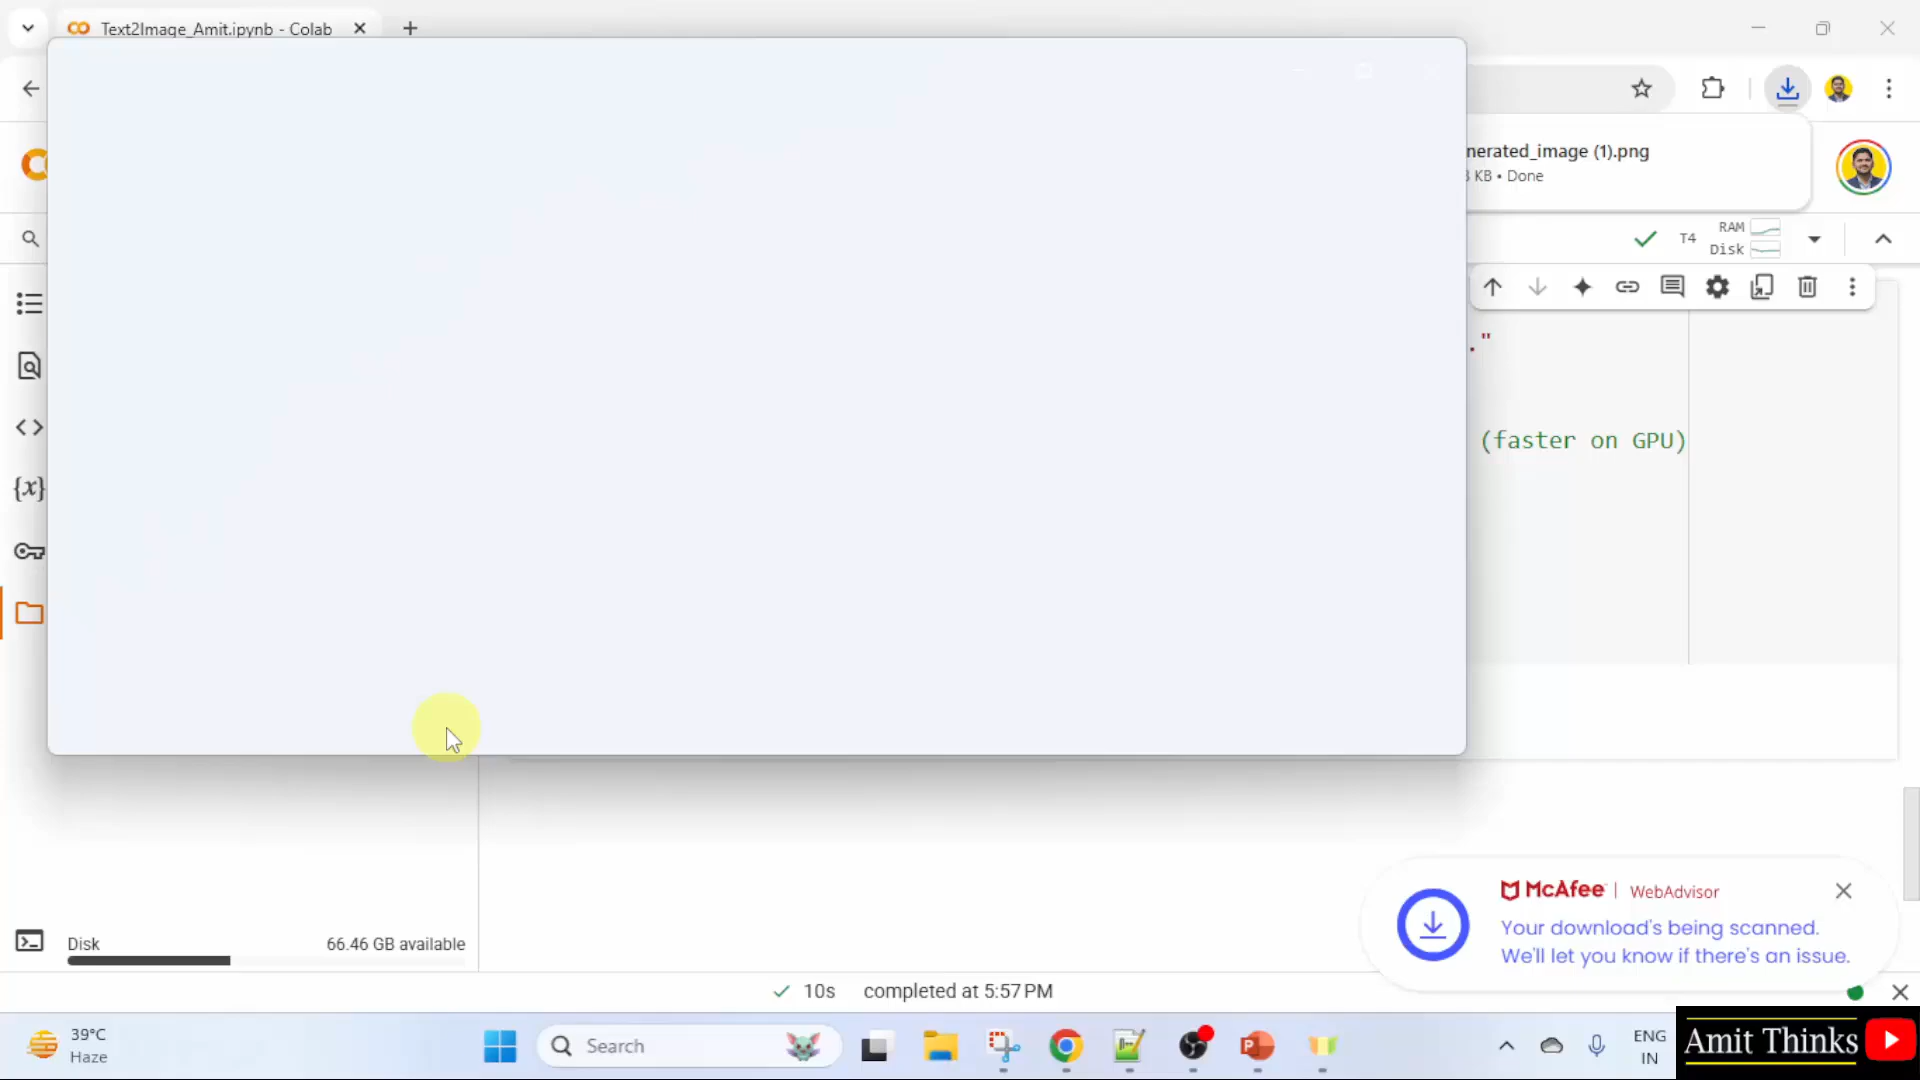 Text2Image_Amit.ipynb - Colab
nerated_image (1).png
KB • Done
T4
RAM
Disk
."
(faster on GPU)
{x}
Disk
66.46 GB available
McAfee | WebAdvisor
Your download's being scanned.
We'll let you know if there's an issue.
10s completed at 5:57 PM
39°C
Haze
Search
ENG
IN
Amit Thinks